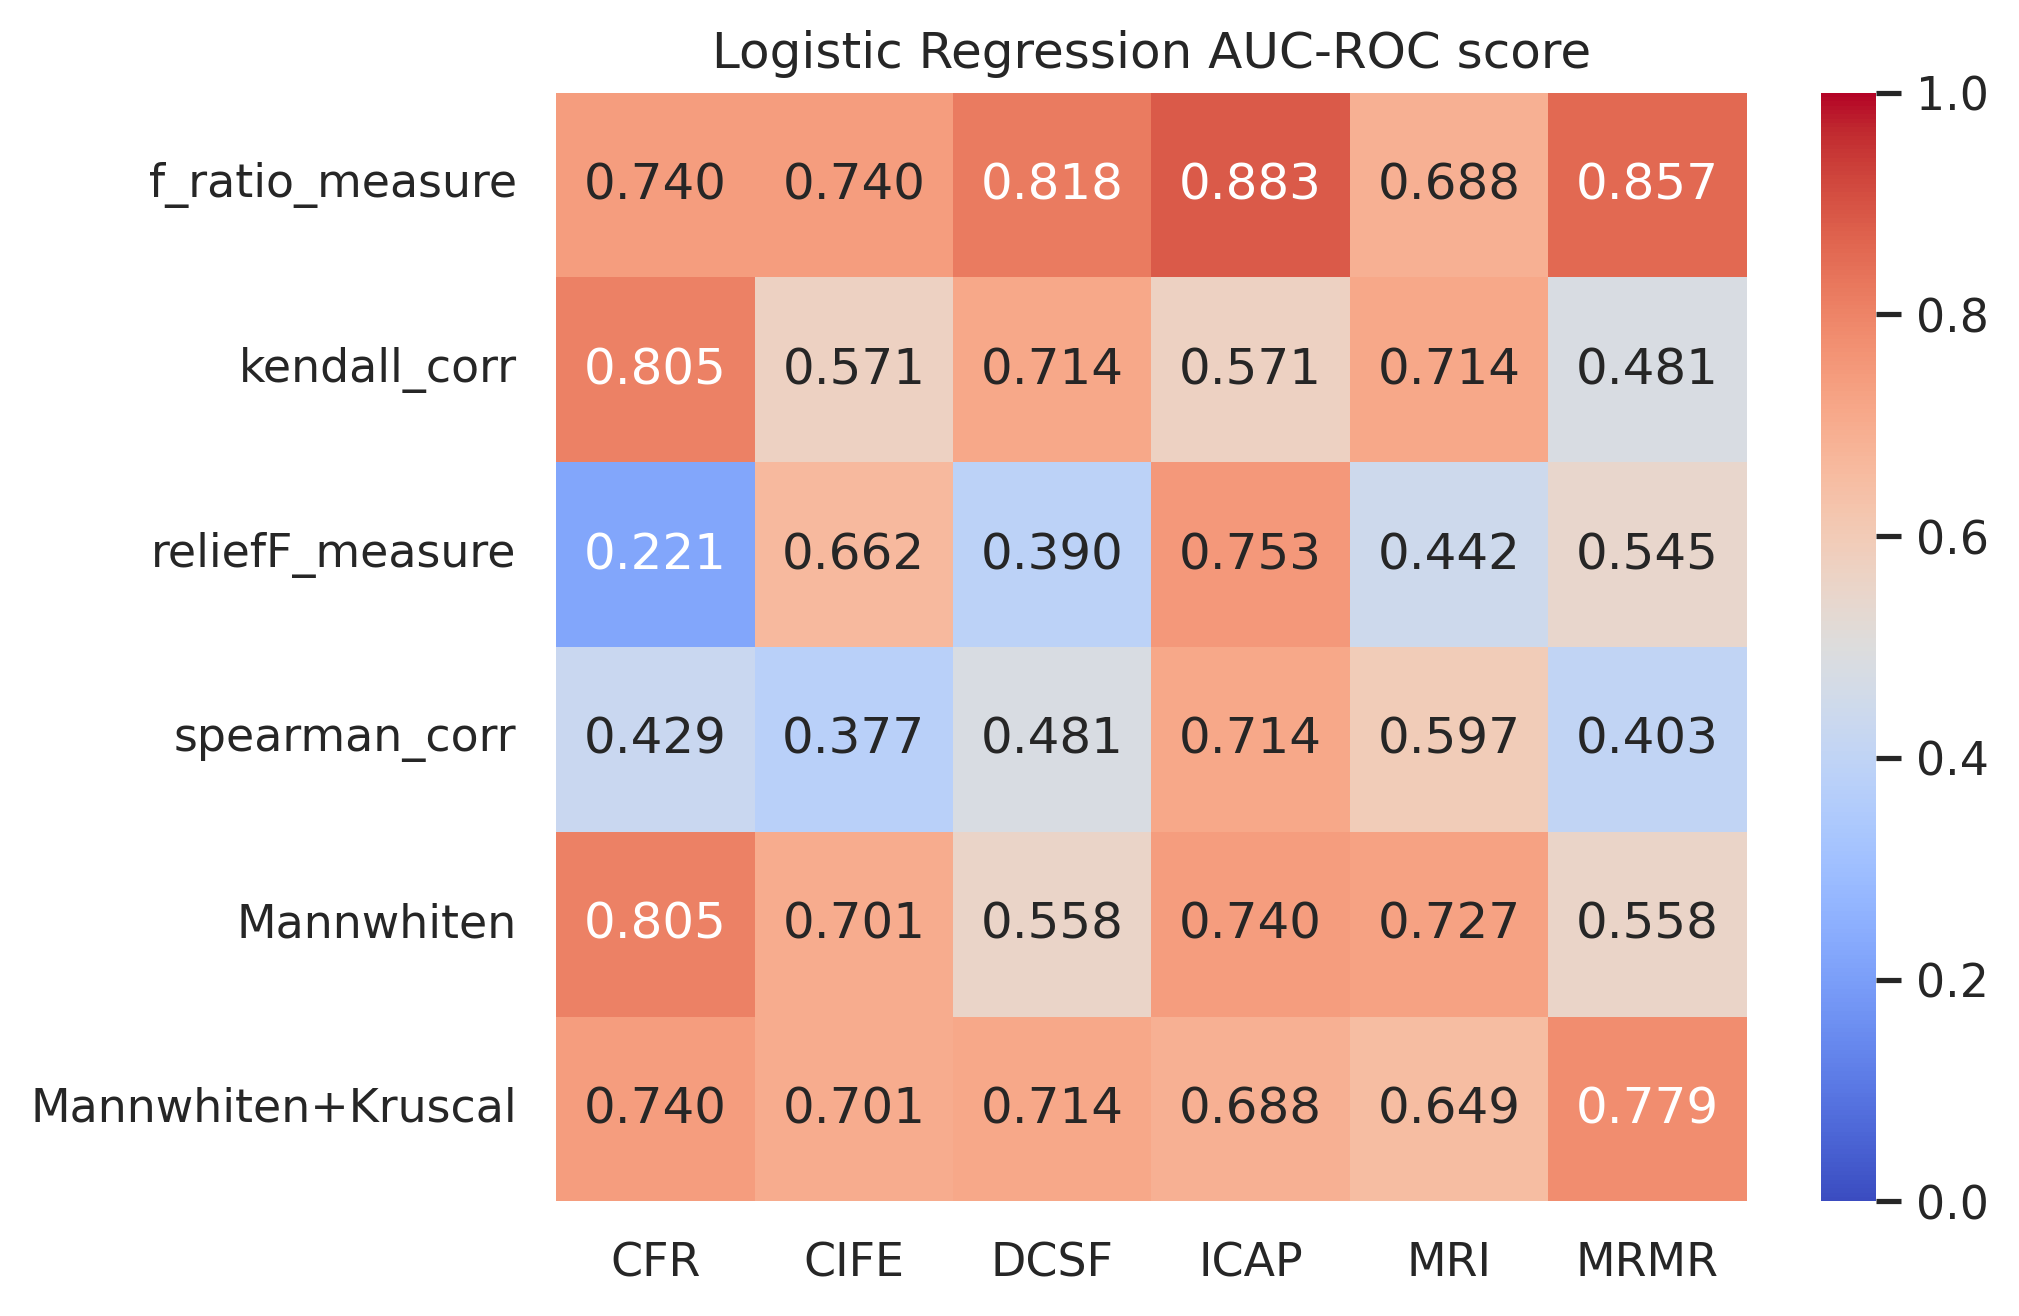 Logistic Regression AUC-ROC score
f_ratio_measure 0.740 0.740 0.818 0.883 0.688 0.857
kendall_corr 0.805 0.571 0.714 0.571 0.714 0.481
reliefF_measure 0.221 0.662 0.390 0.753 0.442 0.545
spearman_corr 0.429 0.377 0.481 0.714 0.597 0.403
Mannwhiten 0.805 0.701 0.558 0.740 0.727 0.558
Mannwhiten+Kruscal 0.740 0.701 0.714 0.688 0.649 0.779
CFR CIFE DCSF ICAP MRI MRMR
1.0
0.8
0.6
0.4
0.2
0.0